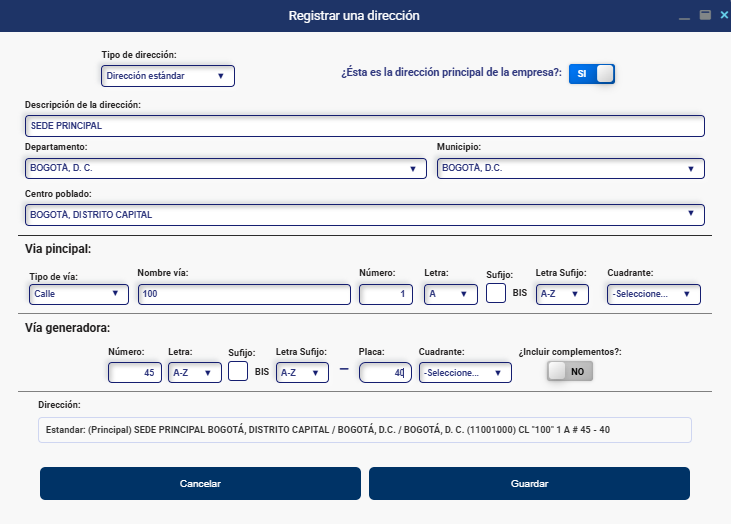 Registrar una dirección
Tipo de dirección:
Dirección estándar
¿Ésta es la dirección principal de la empresa?: SI
Descripción de la dirección:
SEDE PRINCIPAL
Departamento: Municipio:
BOGOTÁ, D. C. BOGOTÁ, D.C.
Centro poblado:
BOGOTÁ, DISTRITO CAPITAL
Via pincipal:
Tipo de vía: Nombre vía: Número: Letra: Sufijo: Letra Sufijo: Cuadrante:
Calle 100 1 A BIS A-Z -Seleccione...
Vía generadora:
Número: Letra: Sufijo: Letra Sufijo: Placa: Cuadrante: ¿Incluir complementos?:
45 A-Z BIS A-Z – 40 -Seleccione... NO
Dirección:
Estandar: (Principal) SEDE PRINCIPAL BOGOTÁ, DISTRITO CAPITAL / BOGOTÁ, D.C. / BOGOTÁ, D. C. (11001000) CL "100" 1 A # 45 - 40
Cancelar Guardar